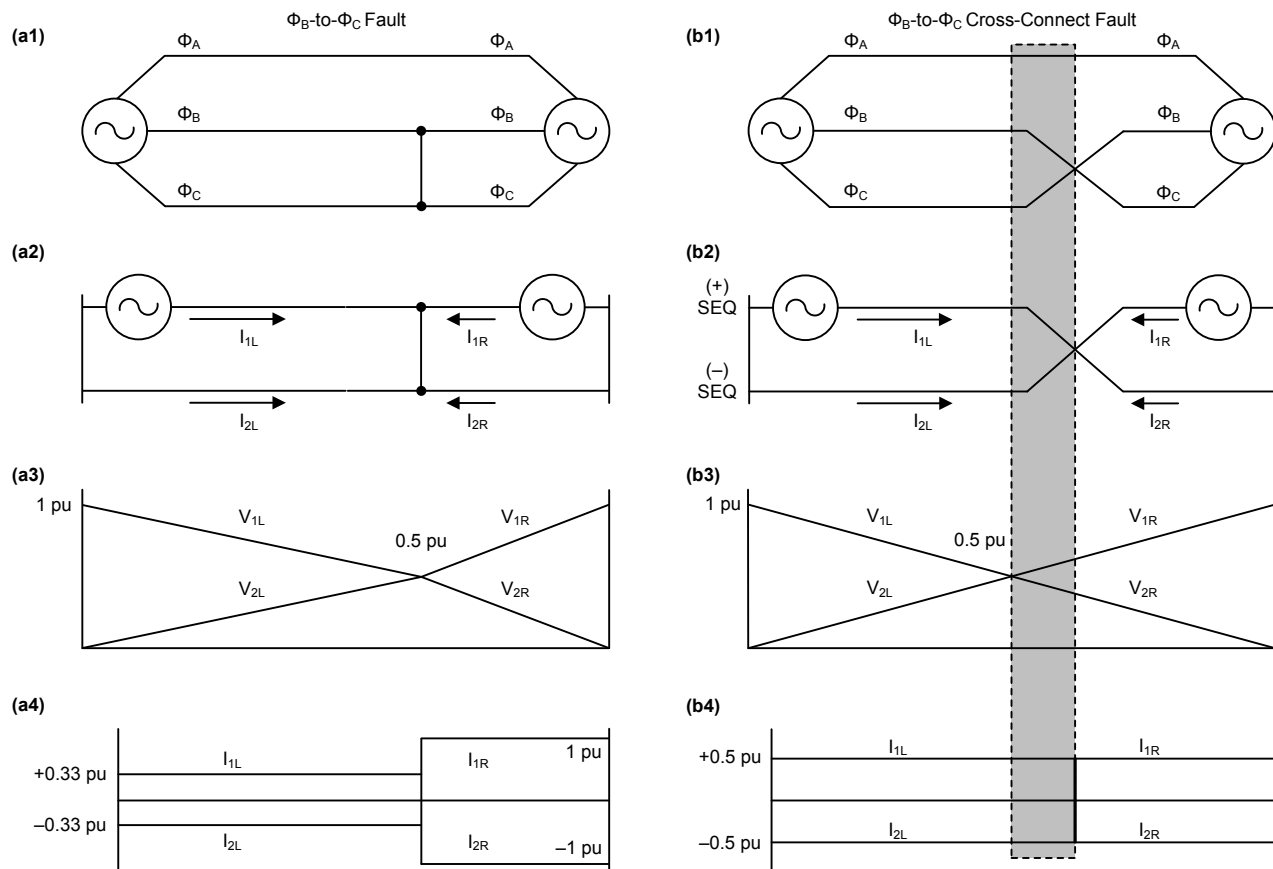 ΦB-to-ΦC Fault
(a1)
ΦA ΦA
ΦB ΦB
ΦC ΦC
(a2)
I1L I1R
I2L I2R
(a3)
1 pu
V1L V1R
0.5 pu
V2L V2R
(a4)
I1L I1R 1 pu
+0.33 pu
–0.33 pu
I2L I2R –1 pu
ΦB-to-ΦC Cross-Connect Fault
(b1)
ΦA ΦA
ΦB ΦB
ΦC ΦC
(b2)
(+)
SEQ
I1L I1R
(–)
SEQ
I2L I2R
(b3)
1 pu
V1L V1R
0.5 pu
V2L V2R
(b4)
+0.5 pu I1L I1R
–0.5 pu I2L I2R